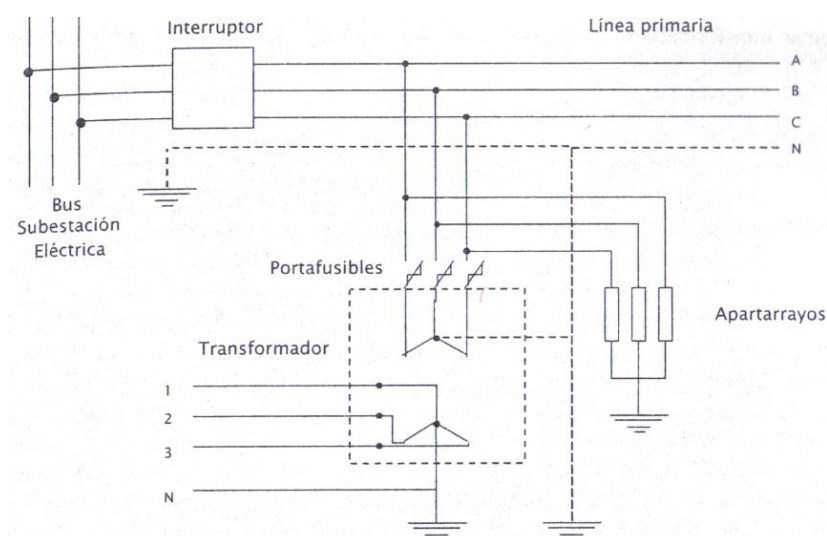 Interruptor
Línea primaria
A
B
C
N
Bus
Subestación
Eléctrica
Portafusibles
Apartarrayos
Transformador
1
2
3
N